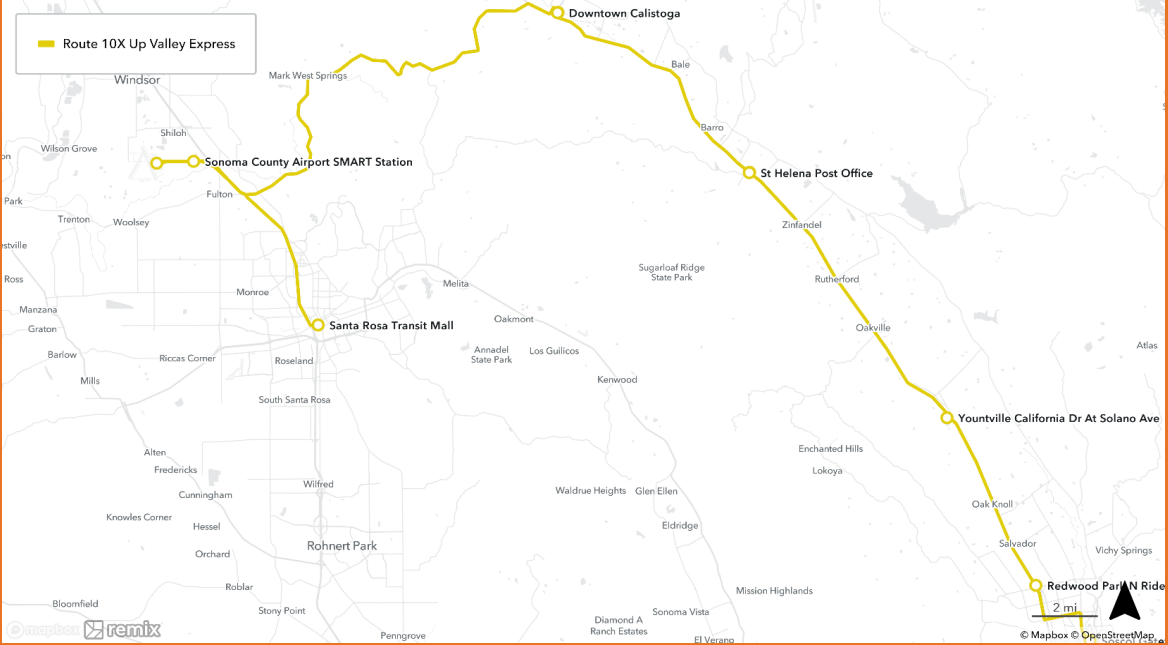 Route 10X Up Valley Express
Downtown Calistoga
Bale
Mark West Springs
Windsor
Barro
Shiloh
Wilson Grove
on
Sonoma County Airport SMART Station
St Helena Post Office
Fulton
Park
Trenton
Woolsey
Zinfandel
estville
Sugarloaf Ridge
State Park
Ross
Rutherford
Melita
Monroe
Manzana
Oakmont
Graton
Santa Rosa Transit Mall
Oakville
Atlas
Barlow
Riccas Corner
Roseland
Annadel
State Park
Los Guilicos
Mills
Kenwood
South Santa Rosa
Yountville California Dr At Solano Ave
Enchanted Hills
Alten
Fredericks
Lokoya
Wilfred
Cunningham
Waldrue Heights
Glen Ellen
Oak Knoll
Knowles Corner
Hessel
Eldridge
Rohnert Park
Salvador
Orchard
Vichy Springs
Roblar
Redwood Park N Ride
Mission Highlands
Bloomfield
Stony Point
Sonoma Vista
2 mi
Diamond A
Ranch Estates
mapbox
remix
Penngrove
El Verano
© Mapbox © OpenStreetMap